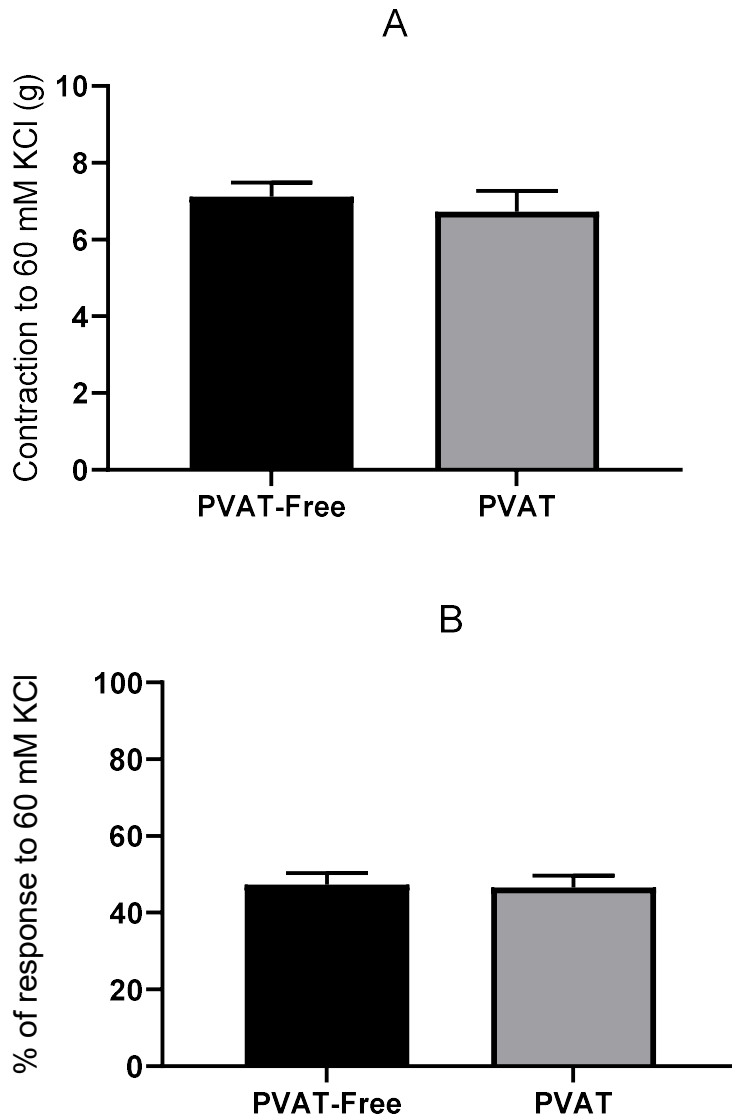 A
Contraction to 60 mM KCl (g)
10
8
6
4
2
0
PVAT-Free
PVAT
B
% of response to 60 mM KCl
100
80
60
40
20
0
PVAT-Free
PVAT